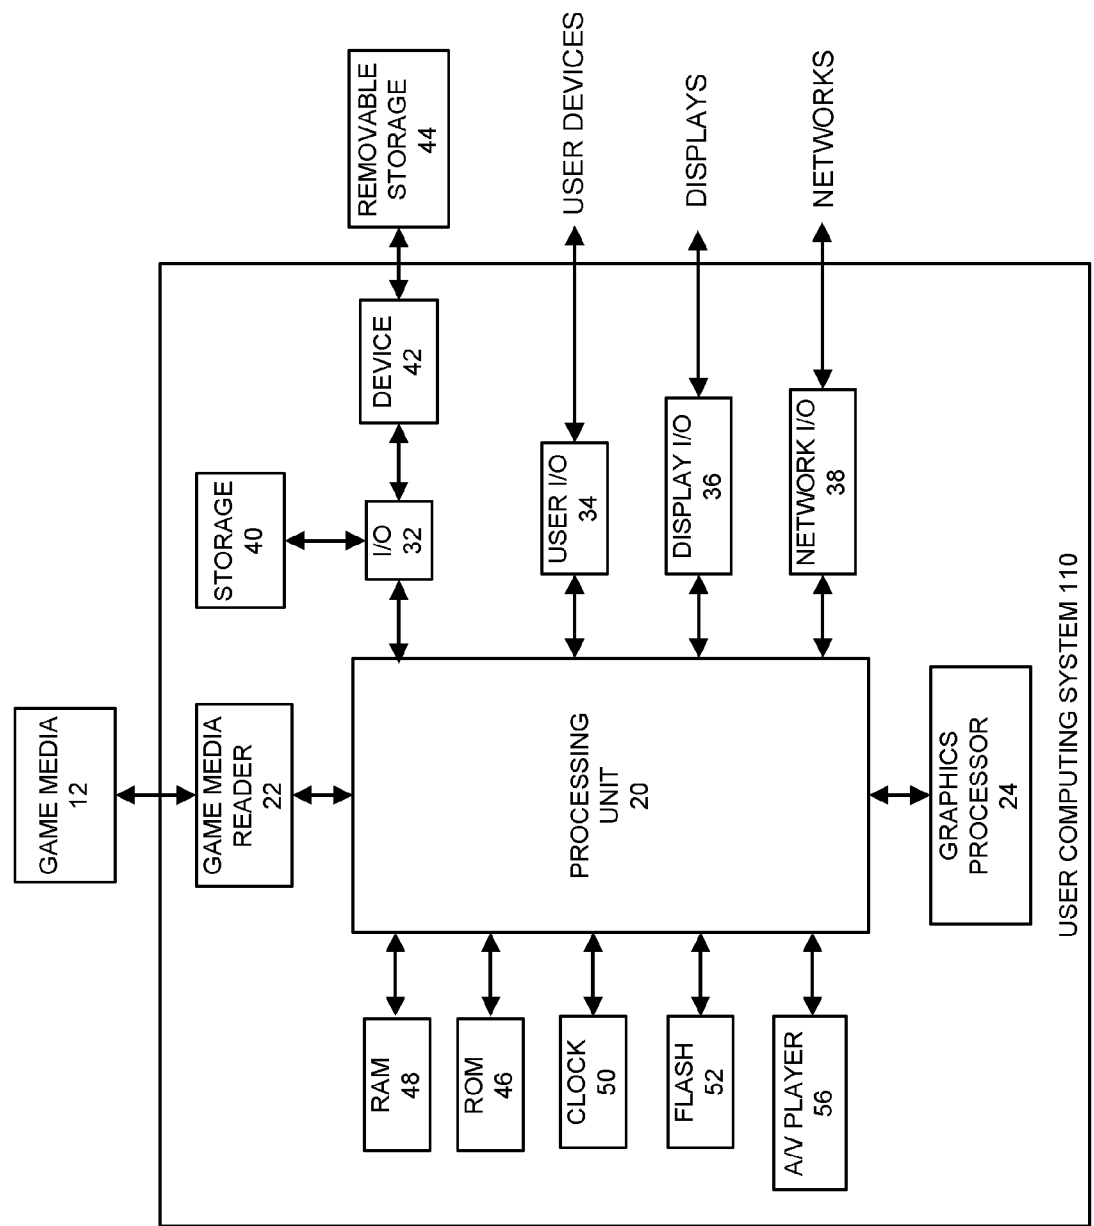 GAME MEDIA
12
GAME MEDIA
READER
22
STORAGE
40
REMOVABLE
STORAGE
44
DEVICE
42
I/O
32
USER I/O
34
USER DEVICES
DISPLAY I/O
36
DISPLAYS
NETWORK I/O
38
NETWORKS
PROCESSING
UNIT
20
RAM
48
ROM
46
CLOCK
50
FLASH
52
A/V PLAYER
56
GRAPHICS
PROCESSOR
24
USER COMPUTING SYSTEM 110